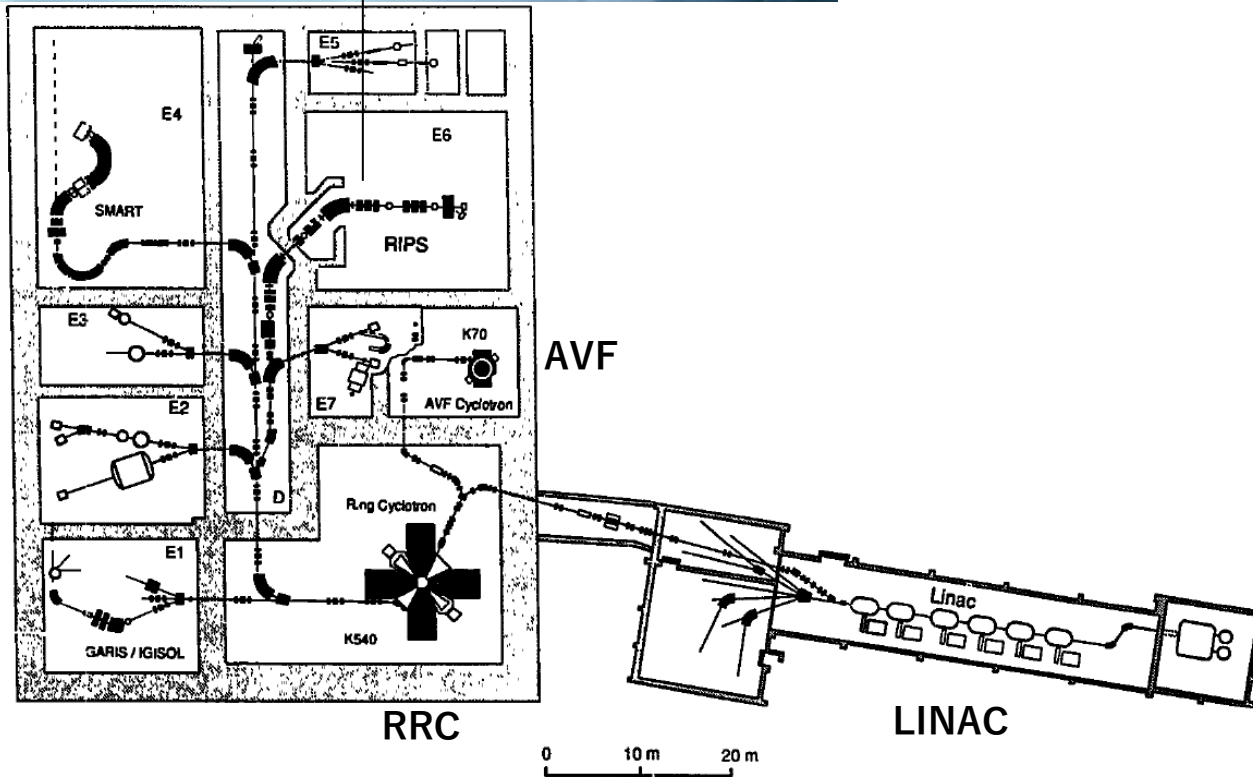 E5
E4
E6
SMART
RIPS
E3
K70
AVF
E2
E7
AVF Cyclotron
D
Ring Cyclotron
E1
Linac
GARIS / IGISOL
K540
RRC
LINAC
0 10 m 20 m